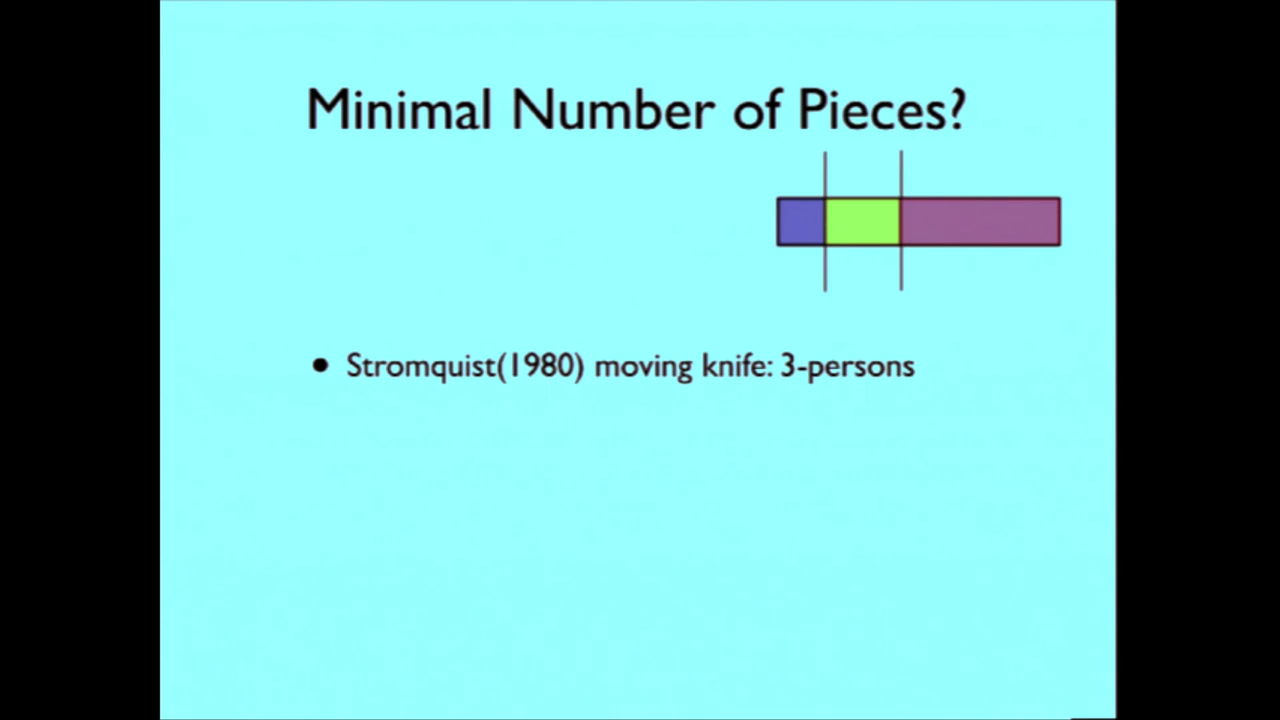 Minimal Number of Pieces?
• Stromquist(1980) moving knife: 3-persons